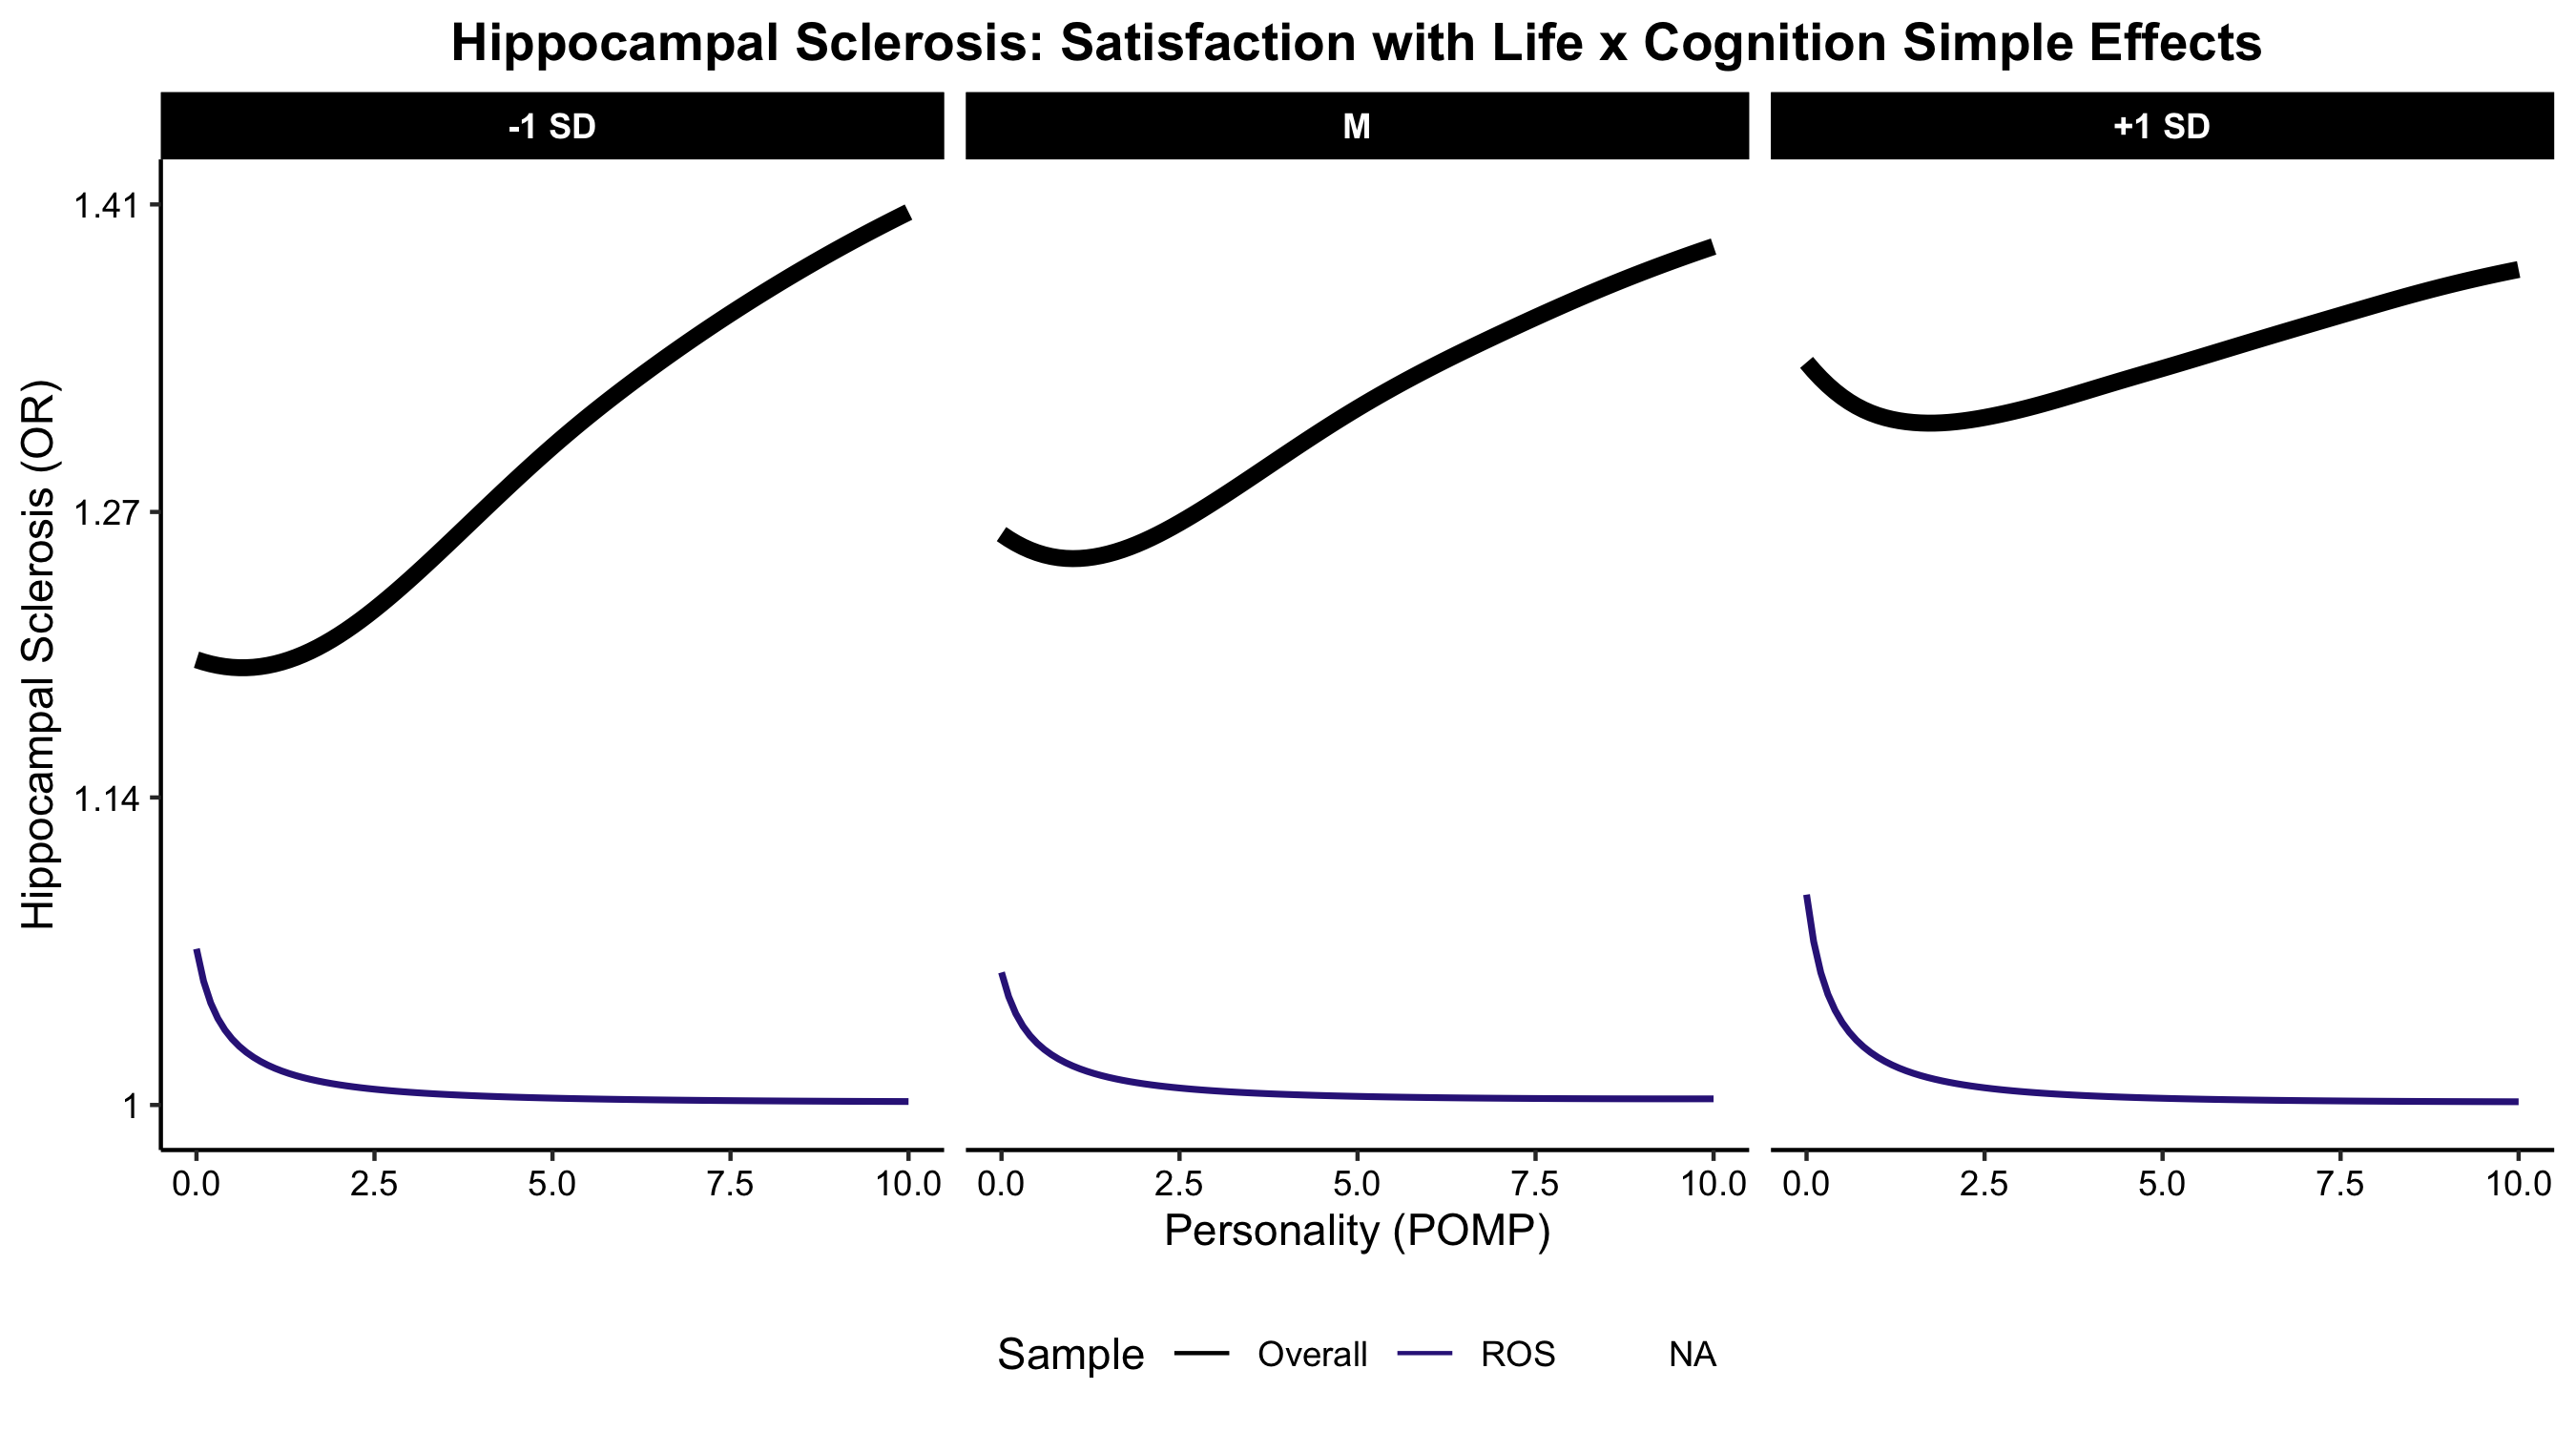 Hippocampal Sclerosis: Satisfaction with Life x Cognition Simple Effects
-1 SD
M
+1 SD
Hippocampal Sclerosis (OR)
1.41
1.27
1.14
1
0.0 2.5 5.0 7.5 10.0
0.0 2.5 5.0 7.5 10.0
0.0 2.5 5.0 7.5 10.0
Personality (POMP)
Sample Overall ROS NA